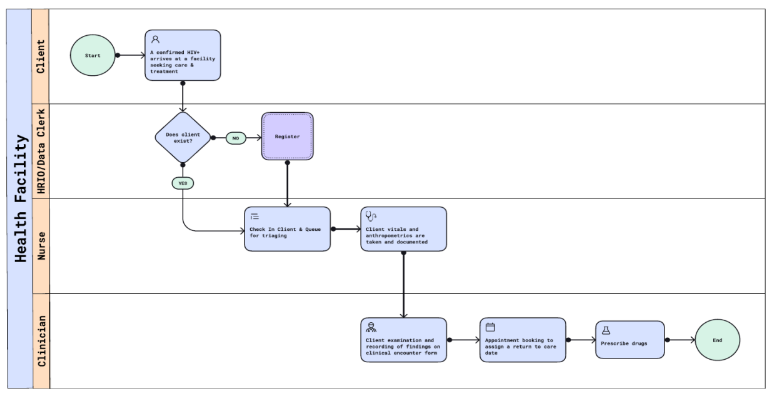 Health Facility
Client
Start
A confirmed HIV+
arrives at a facility
seeking care &
treatment
HRIO/Data Clerk
Does client
exist?
NO
Register
YES
Nurse
Check in Client & Queue
for triaging
Client vitals and
anthropometrics are
taken and documented
Clinician
Client examination and
recording of findings on
clinical encounter form
Appointment booking to
assign a return to care
date
Prescribe drugs
End